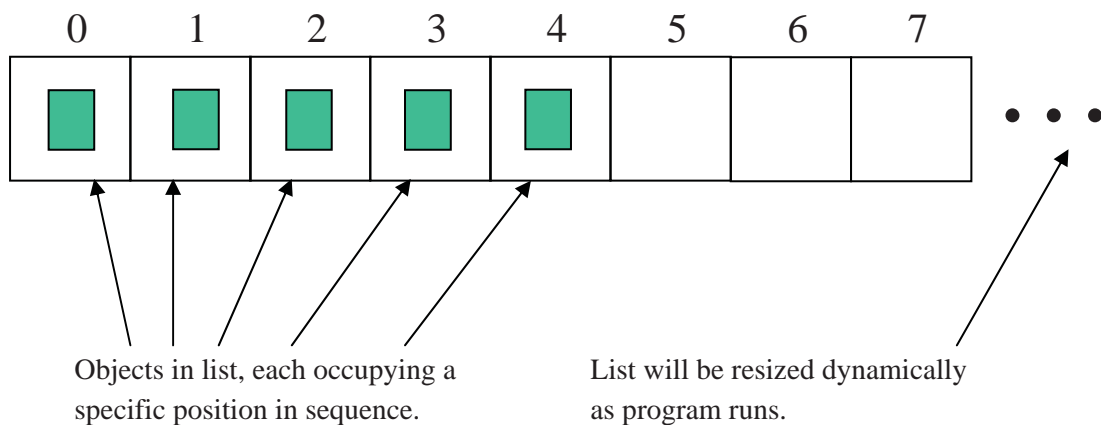 0 1 2 3 4 5 6 7
Objects in list, each occupying a
specific position in sequence.
List will be resized dynamically
as program runs.